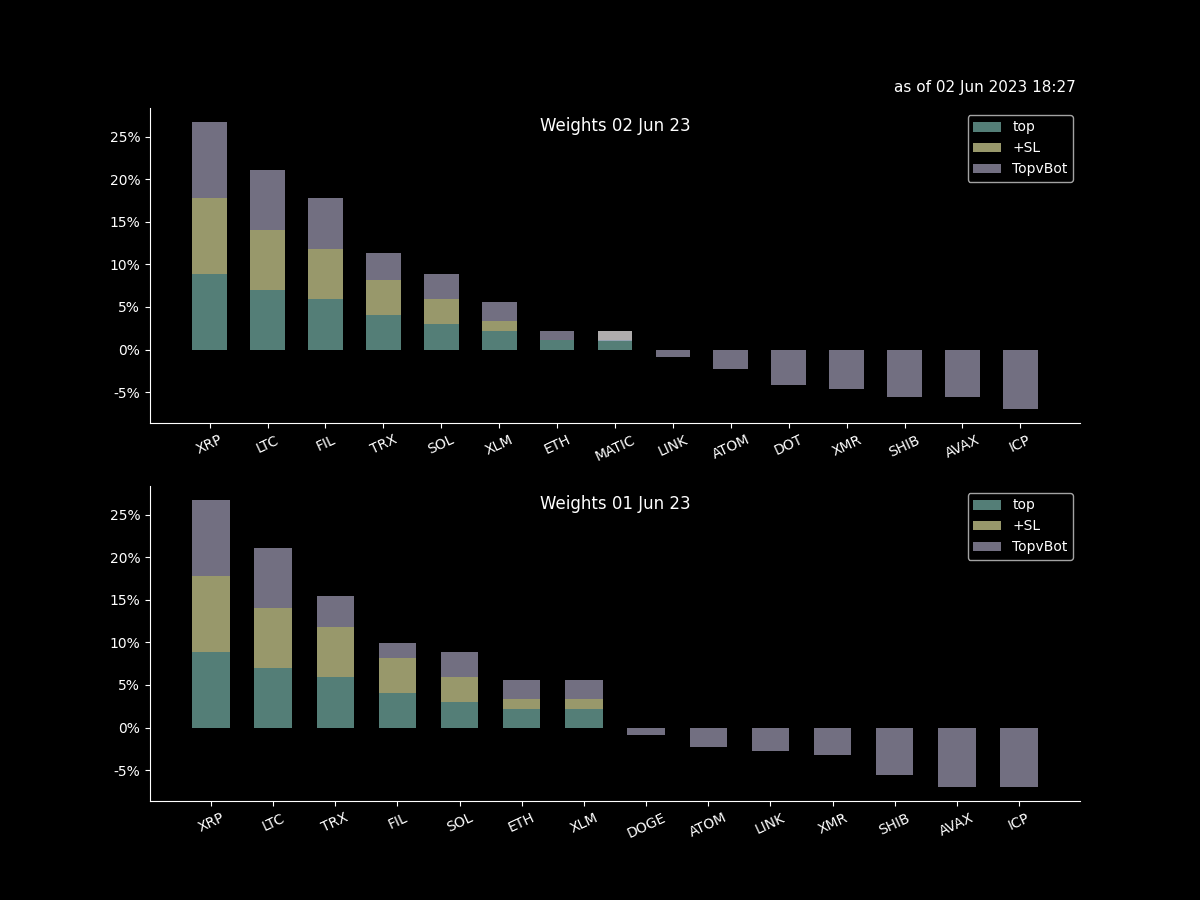 as of 02 Jun 2023 18:27
Weights 02 Jun 23
top
+SL
TopvBot
25%
20%
15%
10%
5%
0%
-5%
XRP LTC FIL TRX SOL XLM ETH MATIC LINK ATOM DOT XMR SHIB AVAX ICP
Weights 01 Jun 23
top
+SL
TopvBot
25%
20%
15%
10%
5%
0%
-5%
XRP LTC TRX FIL SOL ETH XLM DOGE ATOM LINK XMR SHIB AVAX ICP